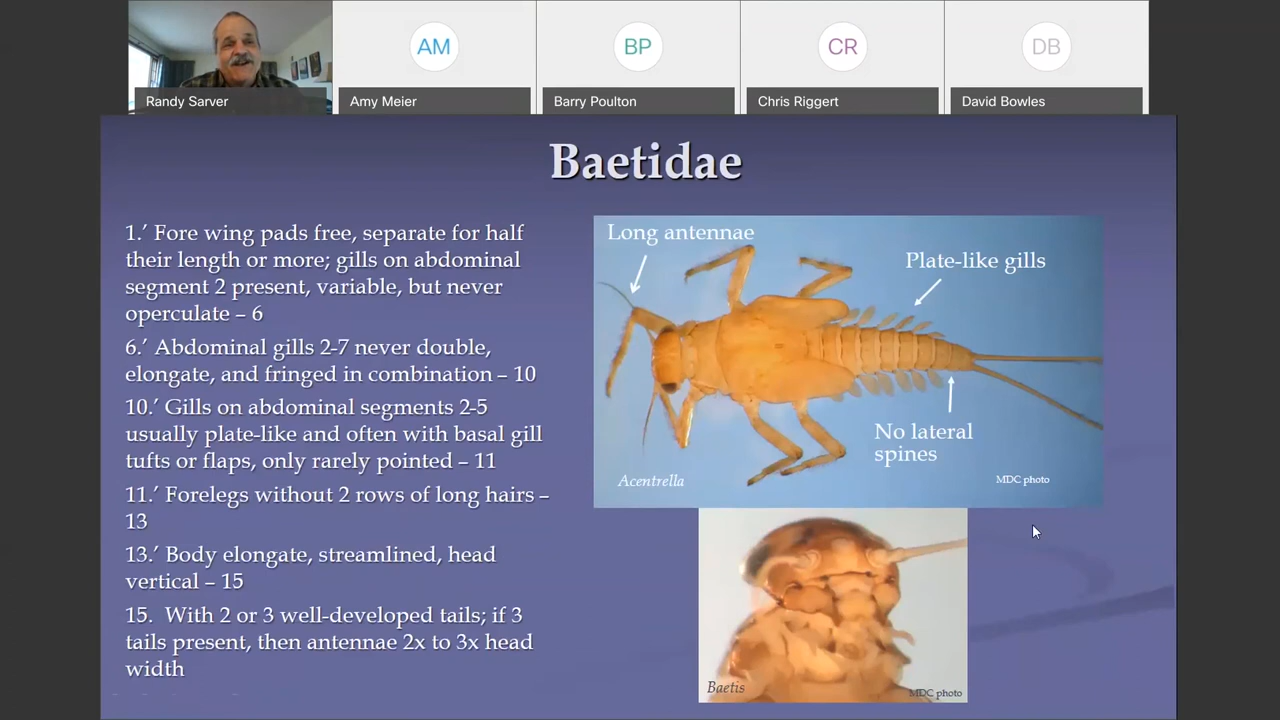 AM
BP
CR
DB
Randy Sarver
Amy Meier
Barry Poulton
Chris Riggert
David Bowles
Baetidae
1.′ Fore wing pads free, separate for half
their length or more; gills on abdominal
segment 2 present, variable, but never
operculate – 6
6.′ Abdominal gills 2-7 never double,
elongate, and fringed in combination – 10
10.′ Gills on abdominal segments 2-5
usually plate-like and often with basal gill
tufts or flaps, only rarely pointed – 11
11.′ Forelegs without 2 rows of long hairs –
13
13.′ Body elongate, streamlined, head
vertical – 15
15. With 2 or 3 well-developed tails; if 3
tails present, then antennae 2x to 3x head
width
Long antennae
Plate-like gills
No lateral
spines
Acentrella
MDC photo
Baetis
MDC photo